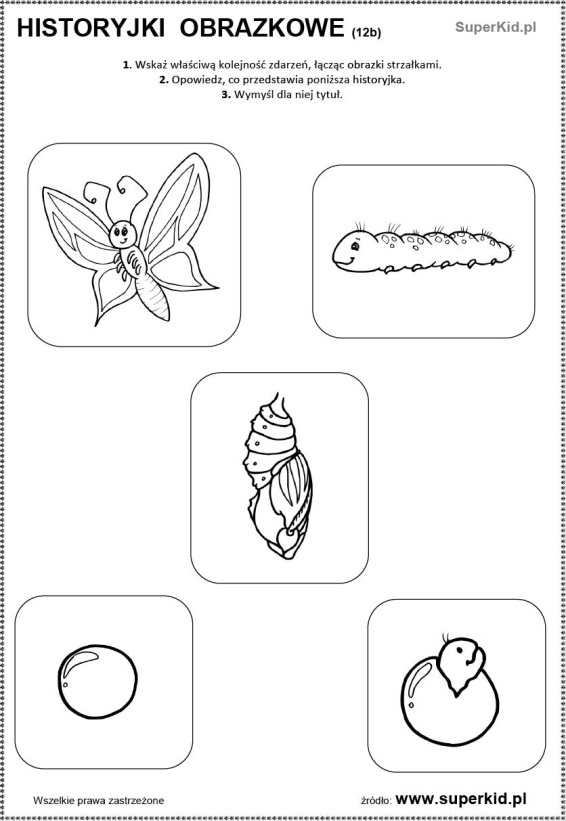 HISTORYJKI OBRAZKOWE (12b)
SuperKid.pl
1. Wskaż właściwą kolejność zdarzeń, łącząc obrazki strzałkami.
2. Opowiedz, co przedstawia poniższa historyjka.
3. Wymyśl dla niej tytuł.
Wszelkie prawa zastrzeżone
źródło: www.superkid.pl